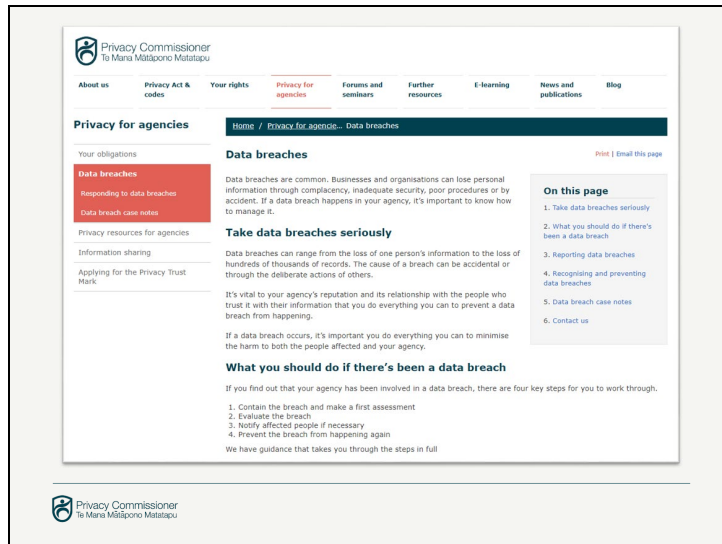 Privacy Commissioner
Te Mana Mātāpono Matatapu
About us
Privacy Act &
codes
Your rights
Privacy for
agencies
Forums and
seminars
Further
resources
E-learning
News and
publications
Blog
Privacy for agencies
Your obligations
Data breaches
Responding to data breaches
Data breach case notes
Privacy resources for agencies
Information sharing
Applying for the Privacy Trust
Mark
Home / Privacy for agencie... Data breaches
Data breaches
Print | Email this page
Data breaches are common. Businesses and organisations can lose personal
information through complacency, inadequate security, poor procedures or by
accident. If a data breach happens in your agency, it's important to know how
to manage it.
Take data breaches seriously
Data breaches can range from the loss of one person's information to the loss of
hundreds of thousands of records. The cause of a breach can be accidental or
through the deliberate actions of others.
It's vital to your agency's reputation and its relationship with the people who
trust it with their information that you do everything you can to prevent a data
breach from happening.
If a data breach occurs, it's important you do everything you can to minimise
the harm to both the people affected and your agency.
On this page
1. Take data breaches seriously
2. What you should do if there's
been a data breach
3. Reporting data breaches
4. Recognising and preventing
data breaches
5. Data breach case notes
6. Contact us
What you should do if there's been a data breach
If you find out that your agency has been involved in a data breach, there are four key steps for you to work through.
1. Contain the breach and make a first assessment
2. Evaluate the breach
3. Notify affected people if necessary
4. Prevent the breach from happening again
We have guidance that takes you through the steps in full
Privacy Commissioner
Te Mana Mātāpono Matatapu